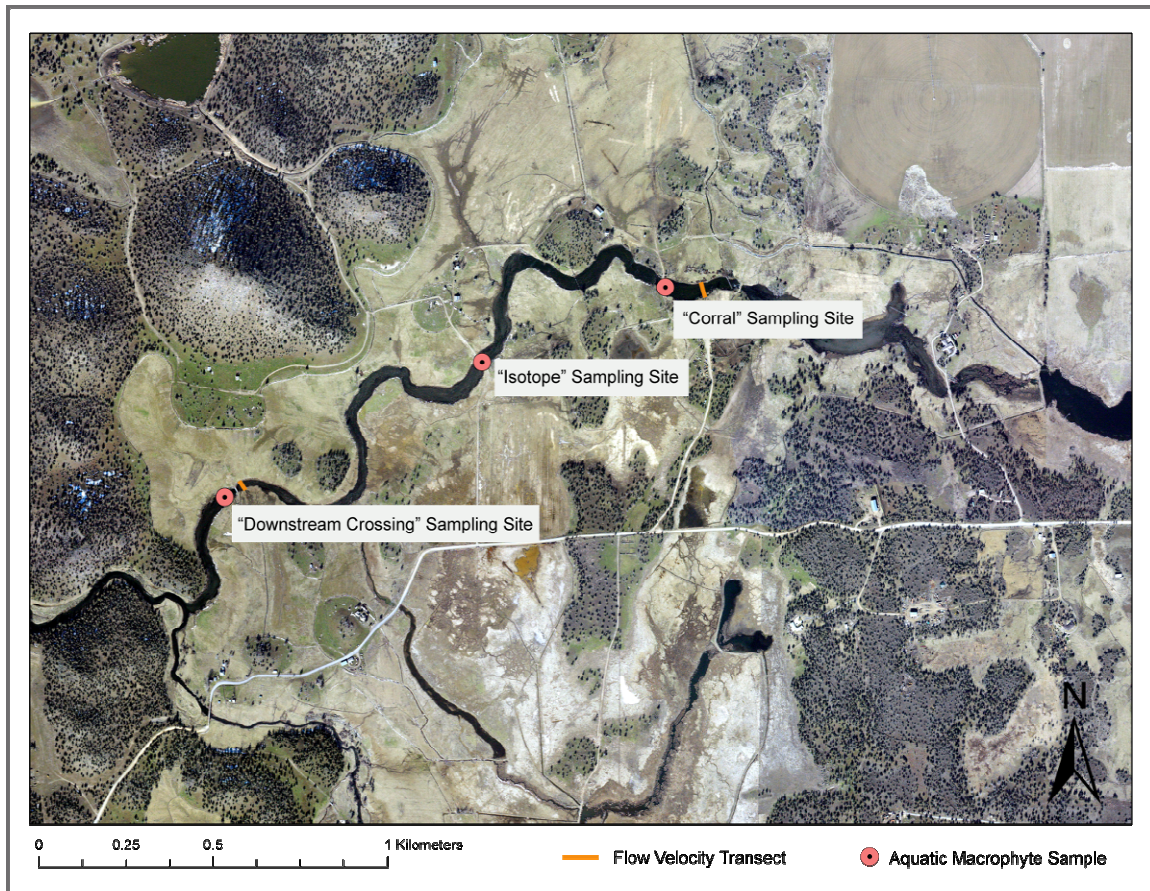 “Corral” Sampling Site
“Isotope” Sampling Site
“Downstream Crossing” Sampling Site
N
0 0.25 0.5 1 Kilometers
Flow Velocity Transect
Aquatic Macrophyte Sample